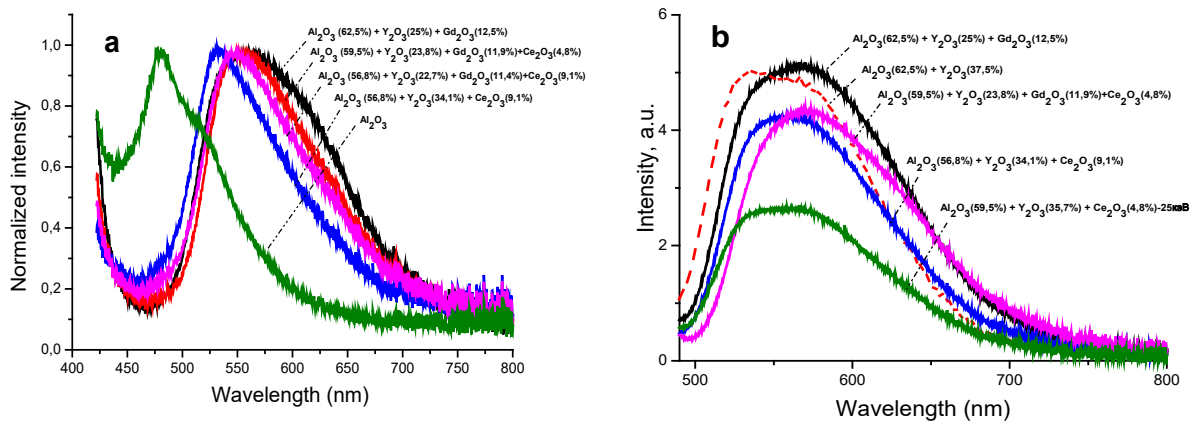 a
Al2O3 (62,5%) + Y2O3(25%) + Gd2O3(12,5%)
Al2O3 (59,5%) + Y2O3(23,8%) + Gd2O3(11,9%)+Ce2O3(4,8%)
Al2O3 (56,8%) + Y2O3(22,7%) + Gd2O3(11,4%)+Ce2O3(9,1%)
Al2O3 (56,8%) + Y2O3(34,1%) + Ce2O3(9,1%)
Al2O3
Normalized intensity
1,0
0,8
0,6
0,4
0,2
0,0
400 450 500 550 600 650 700 750 800
Wavelength (nm)
b
Al2O3(62,5%) + Y2O3(25%) + Gd2O3(12,5%)
Al2O3(62,5%) + Y2O3(37,5%)
Al2O3(59,5%) + Y2O3(23,8%) + Gd2O3(11,9%)+Ce2O3(4,8%)
Al2O3(56,8%) + Y2O3(34,1%) + Ce2O3(9,1%)
Al2O3(59,5%) + Y2O3(35,7%) + Ce2O3(4,8%)-25кэВ
Intensity, a.u.
6
4
2
0
500 600 700 800
Wavelength (nm)